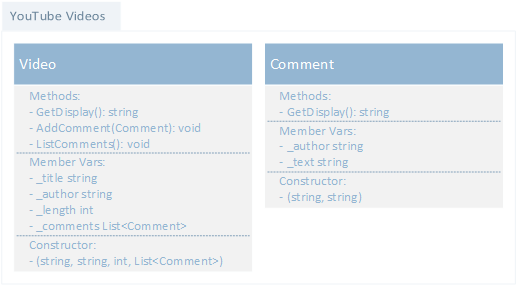 YouTube Videos
Video
Methods:
- GetDisplay(): string
- AddComment(Comment): void
- ListComments(): void
Member Vars:
- _title string
- _author string
- _length int
- _comments List<Comment>
Constructor:
- (string, string, int, List<Comment>)
Comment
Methods:
- GetDisplay(): string
Member Vars:
- _author string
- _text string
Constructor:
- (string, string)